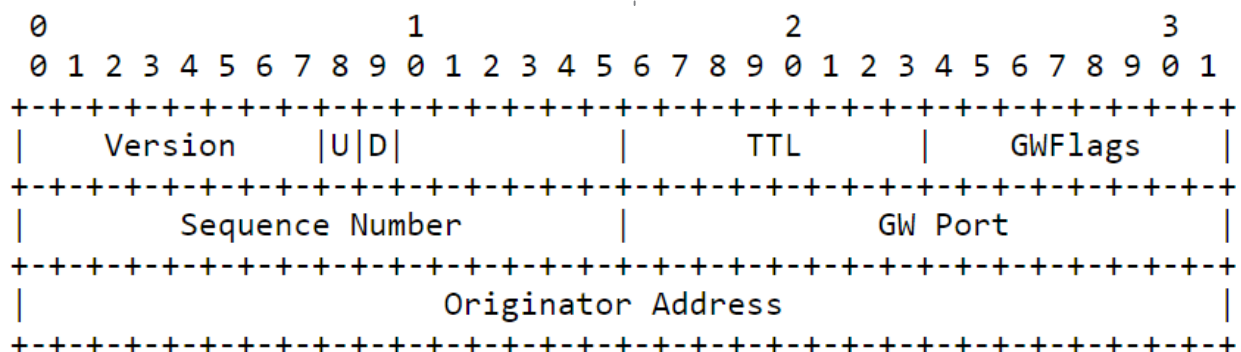 0                   1                   2                   3
0 1 2 3 4 5 6 7 8 9 0 1 2 3 4 5 6 7 8 9 0 1 2 3 4 5 6 7 8 9 0 1
+-+-+-+-+-+-+-+-+-+-+-+-+-+-+-+-+-+-+-+-+-+-+-+-+-+-+-+-+-+-+-+-+
|    Version    |U|D|           |      TTL      |    GWFlags    |
+-+-+-+-+-+-+-+-+-+-+-+-+-+-+-+-+-+-+-+-+-+-+-+-+-+-+-+-+-+-+-+-+
|        Sequence Number        |             GW Port           |
+-+-+-+-+-+-+-+-+-+-+-+-+-+-+-+-+-+-+-+-+-+-+-+-+-+-+-+-+-+-+-+-+
|                      Originator Address                       |
+-+-+-+-+-+-+-+-+-+-+-+-+-+-+-+-+-+-+-+-+-+-+-+-+-+-+-+-+-+-+-+-+